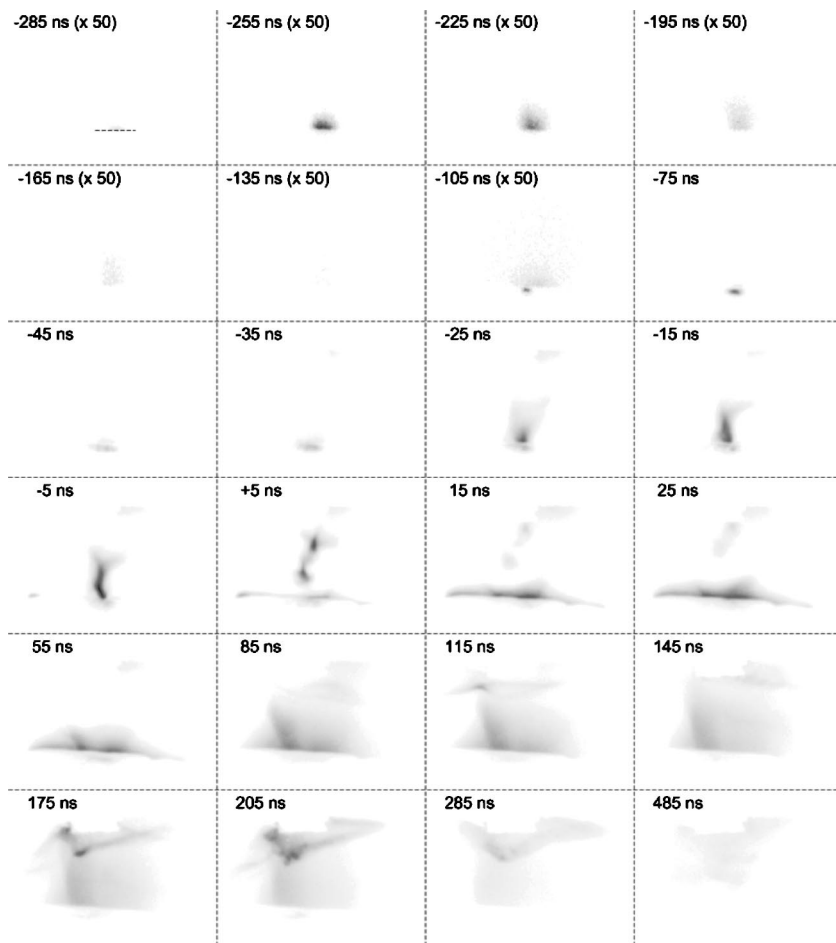 -285 ns (x 50)
-255 ns (x 50)
-225 ns (x 50)
-195 ns (x 50)
-165 ns (x 50)
-135 ns (x 50)
-105 ns (x 50)
-75 ns
-45 ns
-35 ns
-25 ns
-15 ns
-5 ns
+5 ns
15 ns
25 ns
55 ns
85 ns
115 ns
145 ns
175 ns
205 ns
285 ns
485 ns